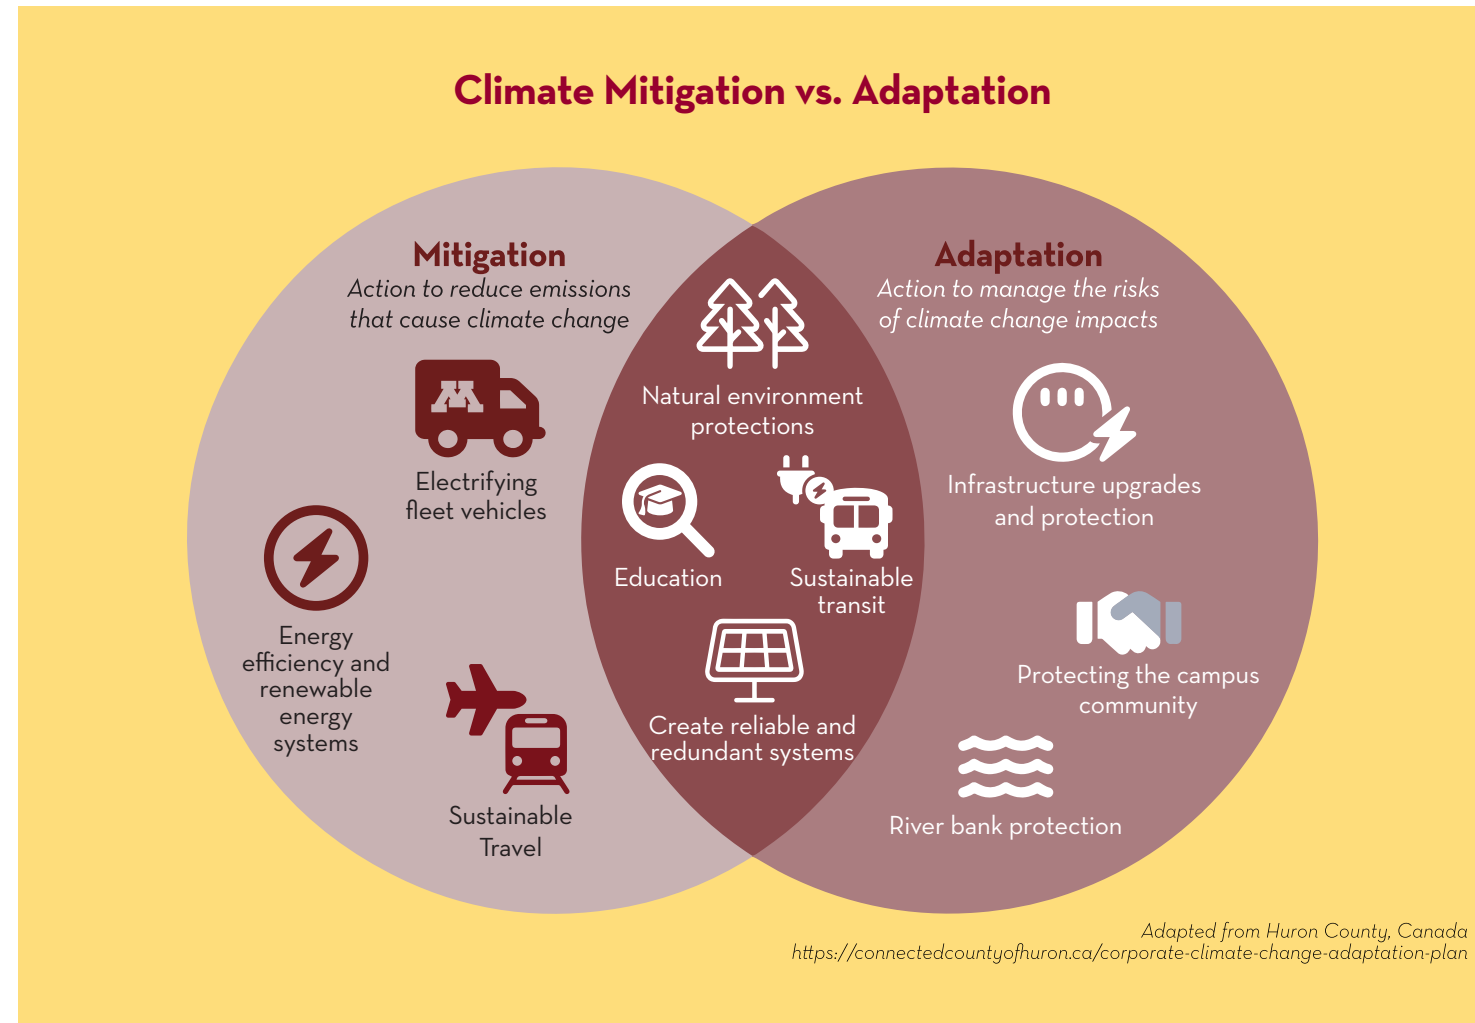 Climate Mitigation vs. Adaptation
Mitigation
Action to reduce emissions
that cause climate change
M
Electrifying
fleet vehicles
Energy
efficiency and
renewable
energy
systems
Sustainable
Travel
Natural environment
protections
Education
Sustainable
transit
Create reliable and
redundant systems
Adaptation
Action to manage the risks
of climate change impacts
Infrastructure upgrades
and protection
Protecting the campus
community
River bank protection
Adapted from Huron County, Canada
https://connectedcountyofhuron.ca/corporate-climate-change-adaptation-plan